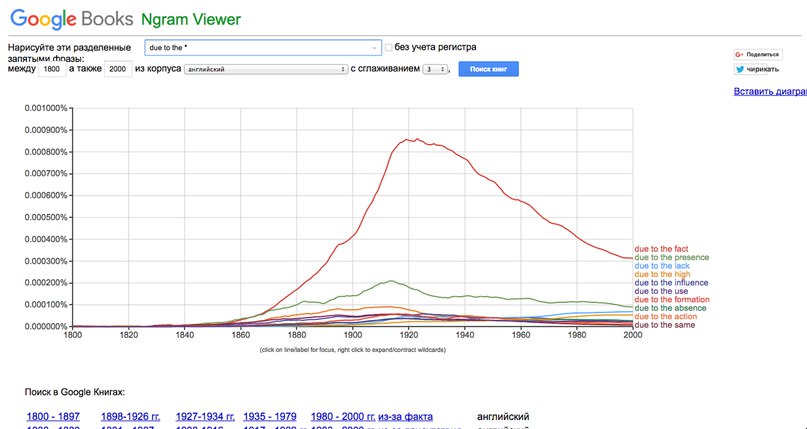 Google Books Ngram Viewer
Нарисуйте эти разделенные запятыми фразы:
due to the *
без учета регистра
между 1800 а также 2000 из корпуса английский с сглаживанием 3 , Поиск книг
Поделиться
чирикать
Вставить диагра
0.001000%
0.000900%
0.000800%
0.000700%
0.000600%
0.000500%
0.000400%
0.000300%
0.000200%
0.000100%
0.000000%
1800 1820 1840 1860 1880 1900 1920 1940 1960 1980 2000
due to the fact
due to the presence
due to the lack
due to the high
due to the influence
due to the use
due to the formation
due to the absence
due to the action
due to the same
(click on line/label for focus, right click to expand/contract wildcards)
Поиск в Google Книгах:
1800 - 1897 1898-1926 гг. 1927-1934 гг. 1935 - 1979 1980 - 2000 гг. из-за факта английский